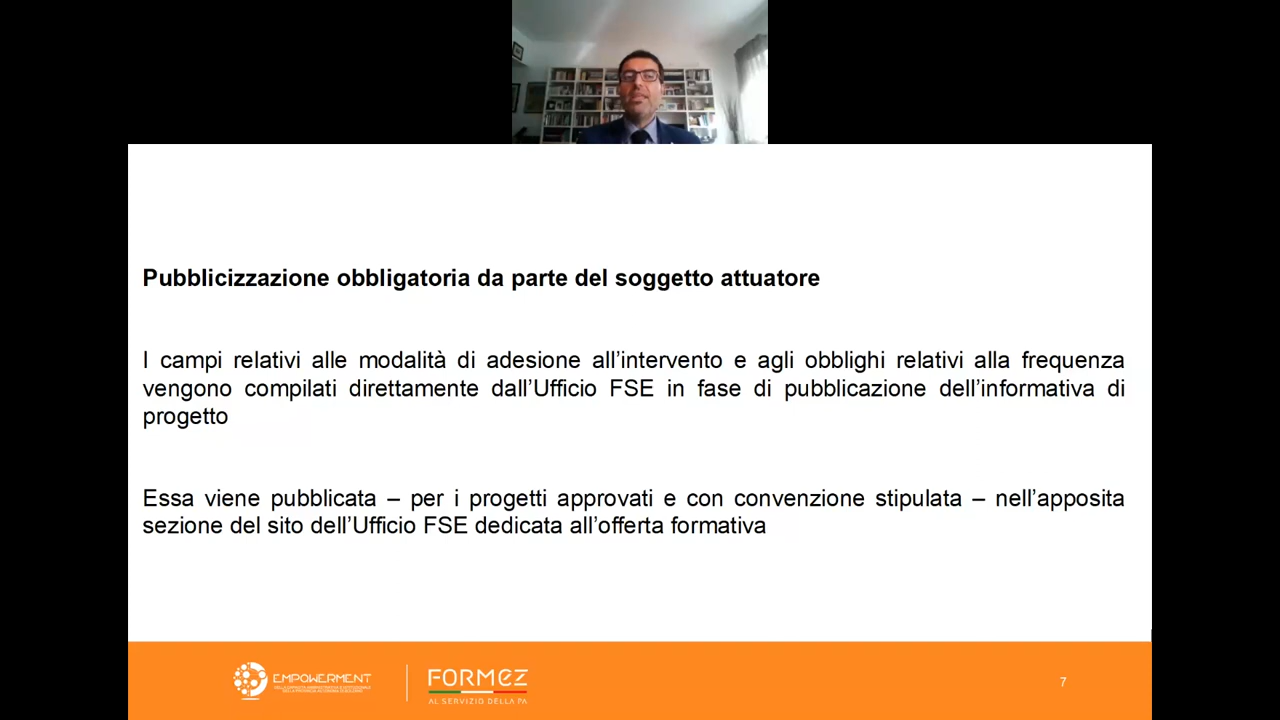 Pubblicizzazione obbligatoria da parte del soggetto attuatore
I campi relativi alle modalità di adesione all'intervento e agli obblighi relativi alla frequenza
vengono compilati direttamente dall'Ufficio FSE in fase di pubblicazione dell'informativa di
progetto
Essa viene pubblicata – per i progetti approvati e con convenzione stipulata – nell'apposita
sezione del sito dell'Ufficio FSE dedicata all'offerta formativa
EMPOWERMENT
FORMEZ
AL SERVIZIO DELLA PA
7